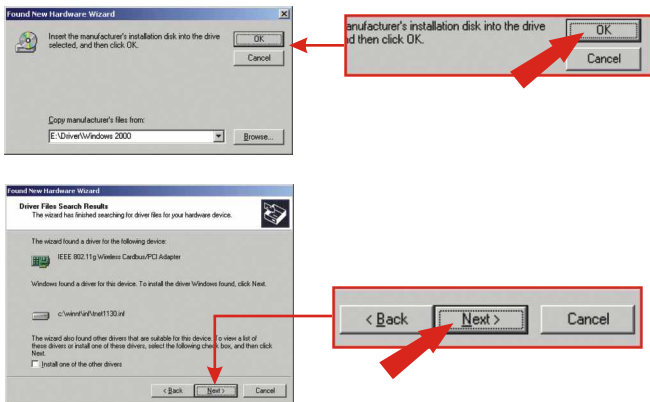 Found New Hardware Wizard
Insert the manufacturer's installation disk into the drive
selected, and then click OK.
OK
Cancel
Copy manufacturer's files from:
E:\Driver\Windows 2000
Browse...
anufacturer's installation disk into the drive
nd then click OK.
OK
Cancel
Found New Hardware Wizard
Driver Files Search Results
The wizard has finished searching for driver files for your hardware device.
The wizard found a driver for the following device:
IEEE 802.11g Wireless Cardbus/PCI Adapter
Windows found a driver for this device. To install the driver Windows found, click Next.
c:\winnt\inf\tnet1130.inf
The wizard also found other drivers that are suitable for this device. To view a list of
these drivers or install one of these drivers, select the following check box, and then click
Next.
Install one of the other drivers
< Back
Next >
Cancel
< Back
Next >
Cancel